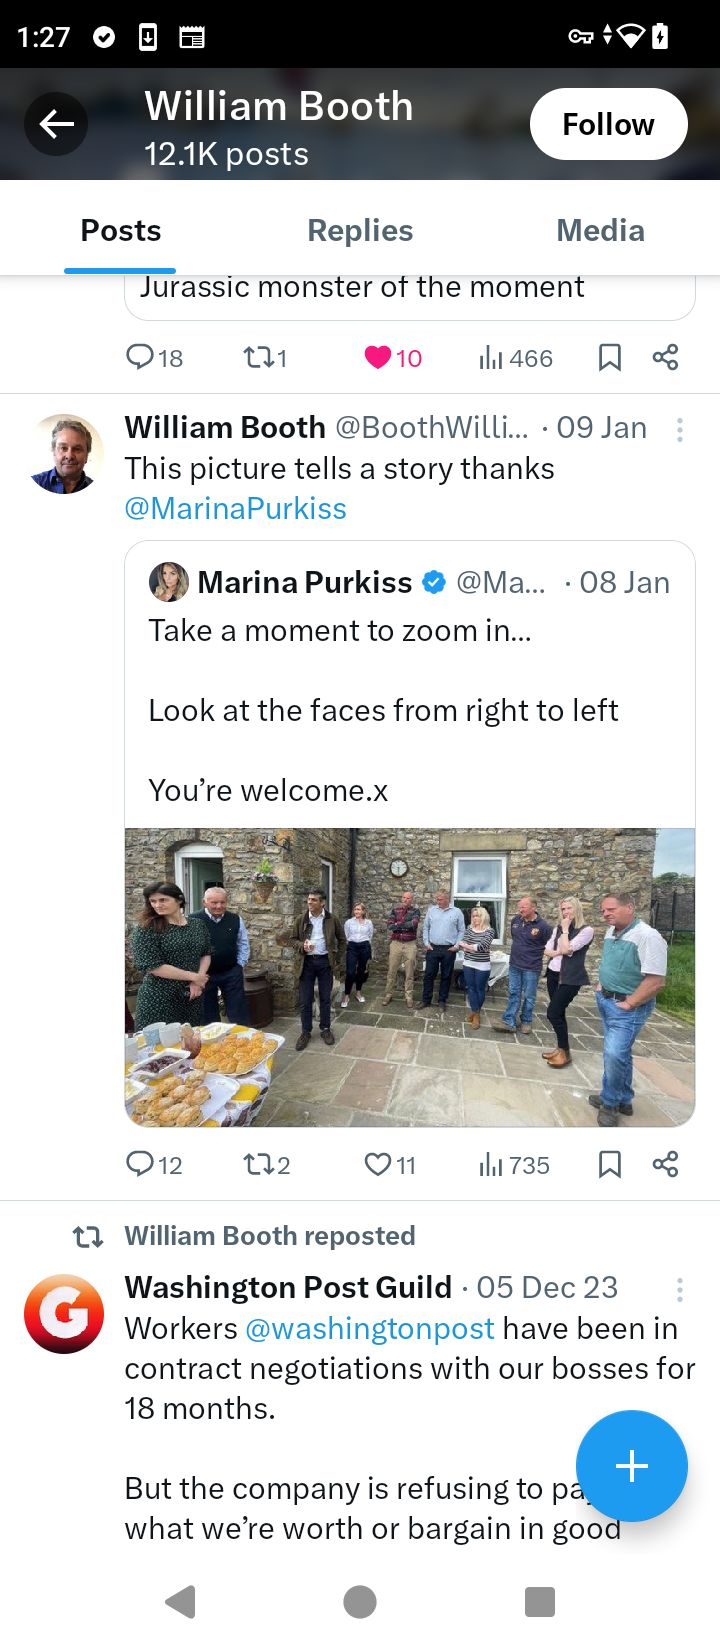 1:27
William Booth
12.1K posts
Follow
Posts
Replies
Media
Jurassic monster of the moment
18
1
10
466
William Booth @BoothWilli... · 09 Jan
This picture tells a story thanks
@MarinaPurkiss
Marina Purkiss @Ma... · 08 Jan
Take a moment to zoom in...
Look at the faces from right to left
You’re welcome.x
12
2
11
735
William Booth reposted
G
Washington Post Guild · 05 Dec 23
Workers @washingtonpost have been in
contract negotiations with our bosses for
18 months.
But the company is refusing to
what we’re worth or bargain in good